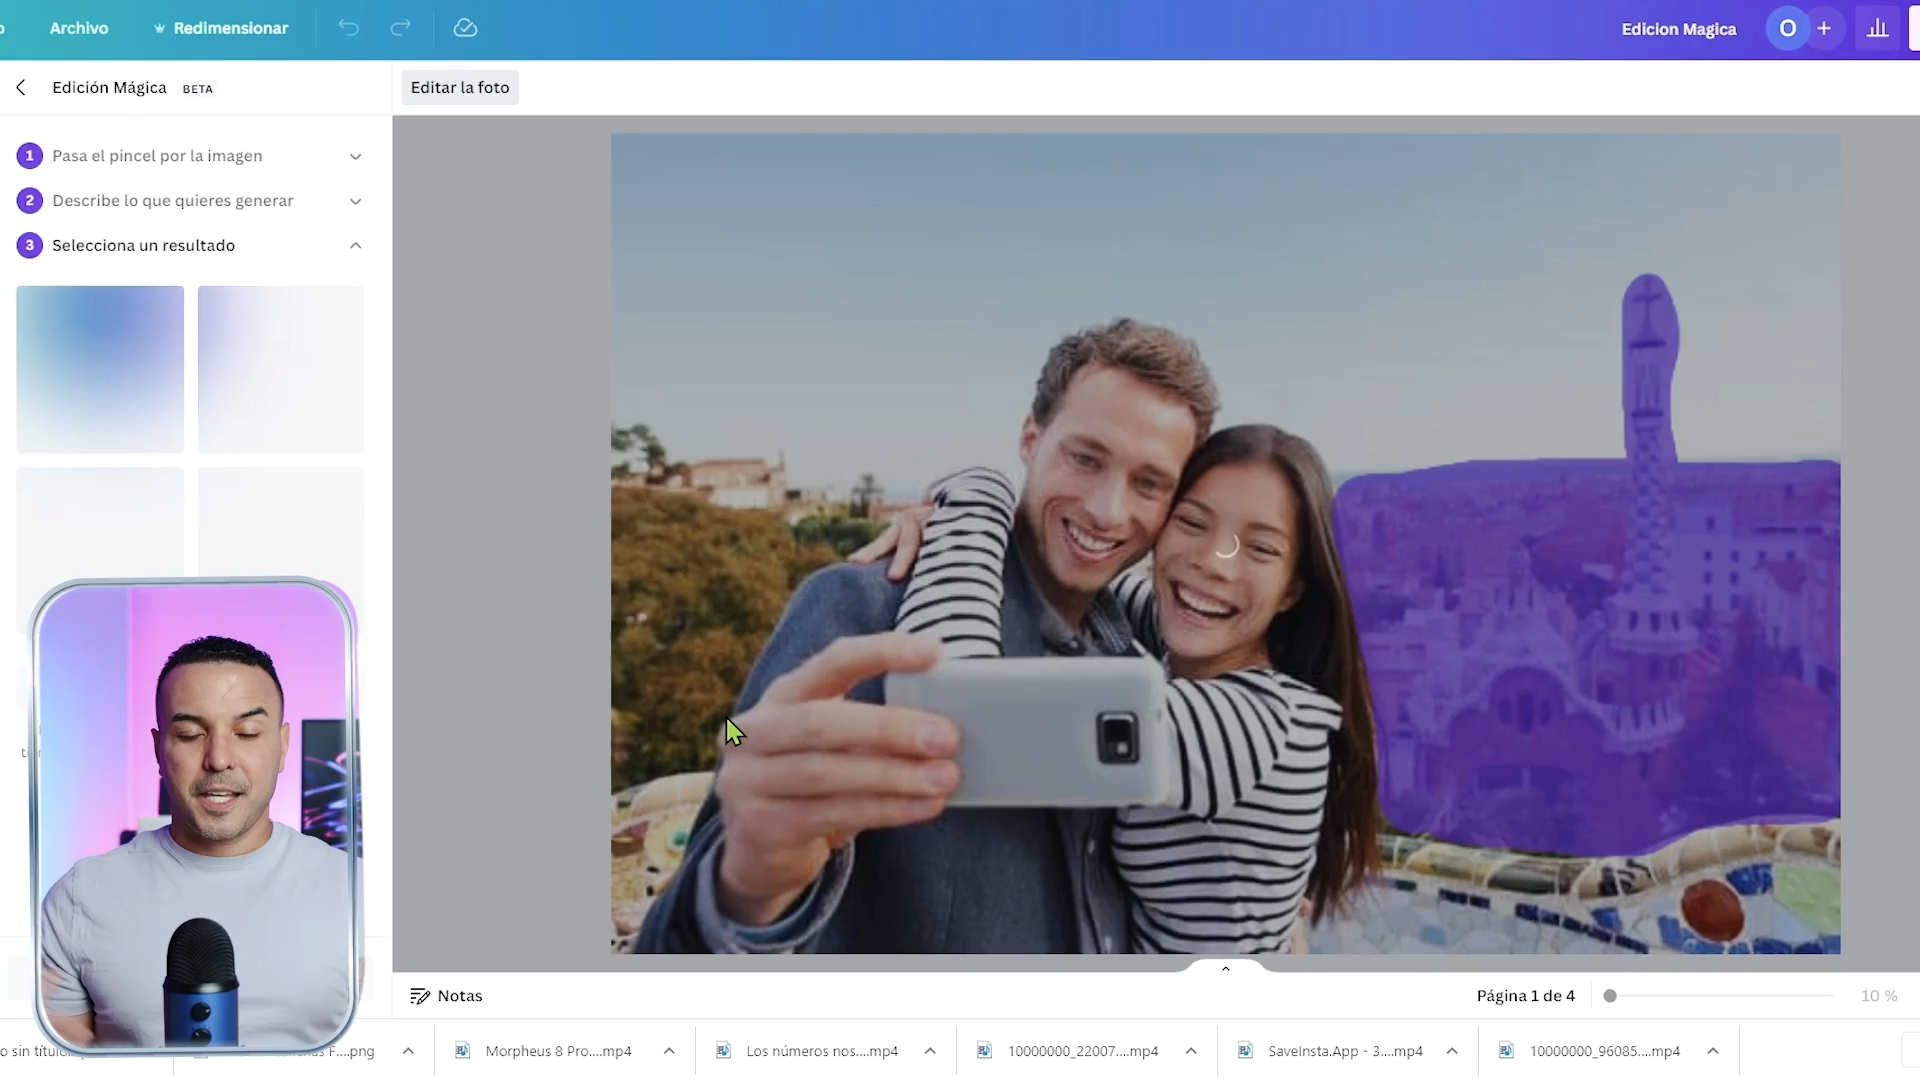 Archivo
Redimensionar
Edicion Magica
O
+
Edición Mágica BETA
Editar la foto
1 Pasa el pincel por la imagen
2 Describe lo que quieres generar
3 Selecciona un resultado
Notas
Página 1 de 4
10 %
o sin título
F....png
Morpheus 8 Pro....mp4
Los números nos....mp4
10000000_22007....mp4
SaveInsta.App - 3....mp4
10000000_96085....mp4